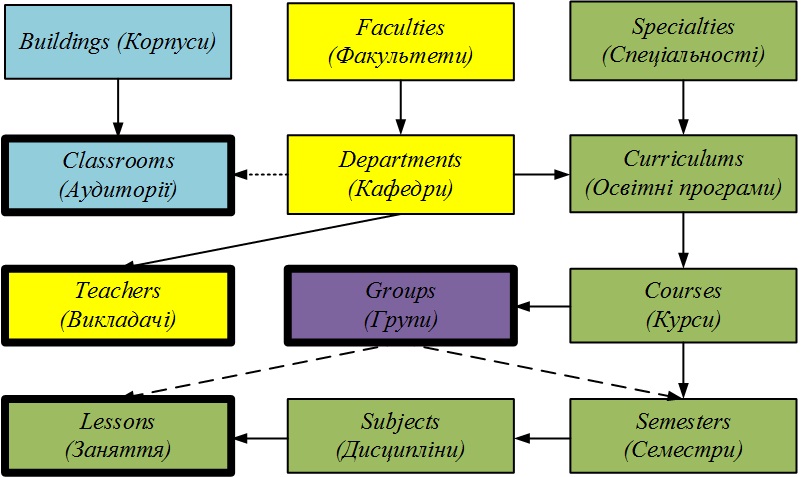 Buildings (Корпуси)
Faculties
(Факультети)
Specialties
(Спеціальності)
Classrooms
(Аудиторії)
Departments
(Кафедри)
Curriculums
(Освітні програми)
Teachers
(Викладачі)
Groups
(Групи)
Courses
(Курси)
Lessons
(Заняття)
Subjects
(Дисципліни)
Semesters
(Семестри)